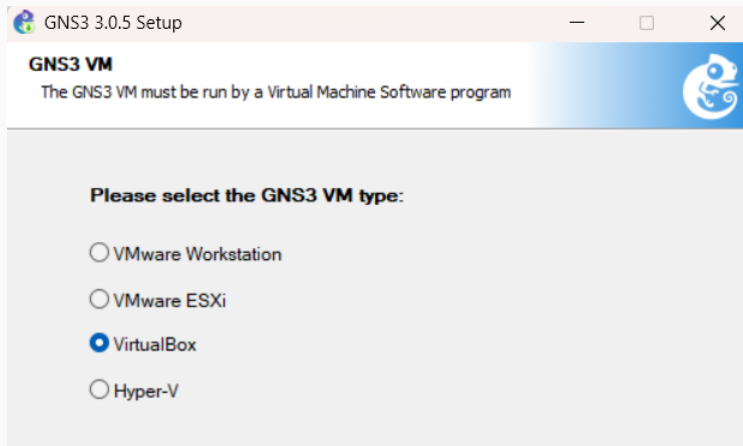 GNS3 3.0.5 Setup
GNS3 VM
The GNS3 VM must be run by a Virtual Machine Software program
Please select the GNS3 VM type:
VMware Workstation
VMware ESXi
VirtualBox
Hyper-V